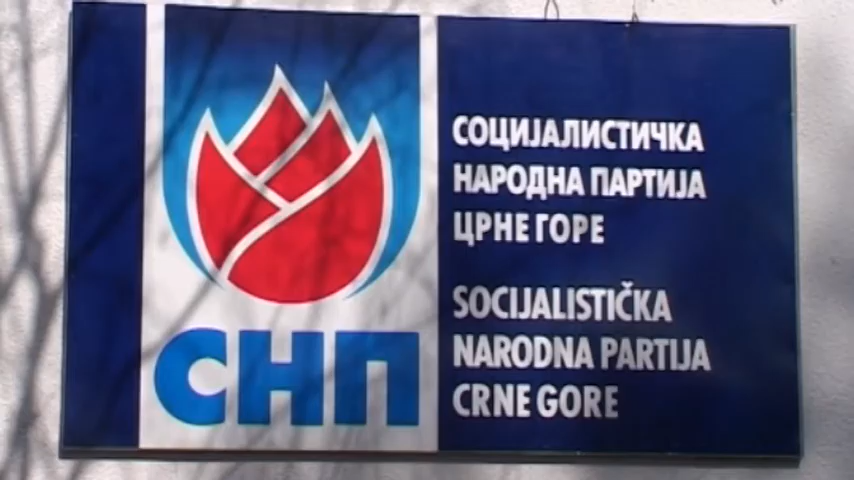 СНП
СОЦИЈАЛИСТИЧКА
НАРОДНА ПАРТИЈА
ЦРНЕ ГОРЕ
SOCIJALISTIČKA
NARODNA PARTIJA
CRNE GORE